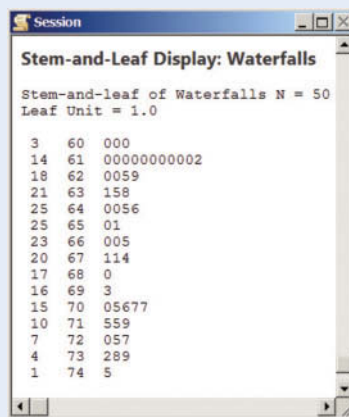 Session
Stem-and-Leaf Display: Waterfalls
Stem-and-leaf of Waterfalls N = 50
Leaf Unit = 1.0
3 60 000
14 61 00000000002
18 62 0059
21 63 158
25 64 0056
25 65 01
23 66 005
20 67 114
17 68 0
16 69 3
15 70 05677
10 71 559
7 72 057
4 73 289
1 74 5